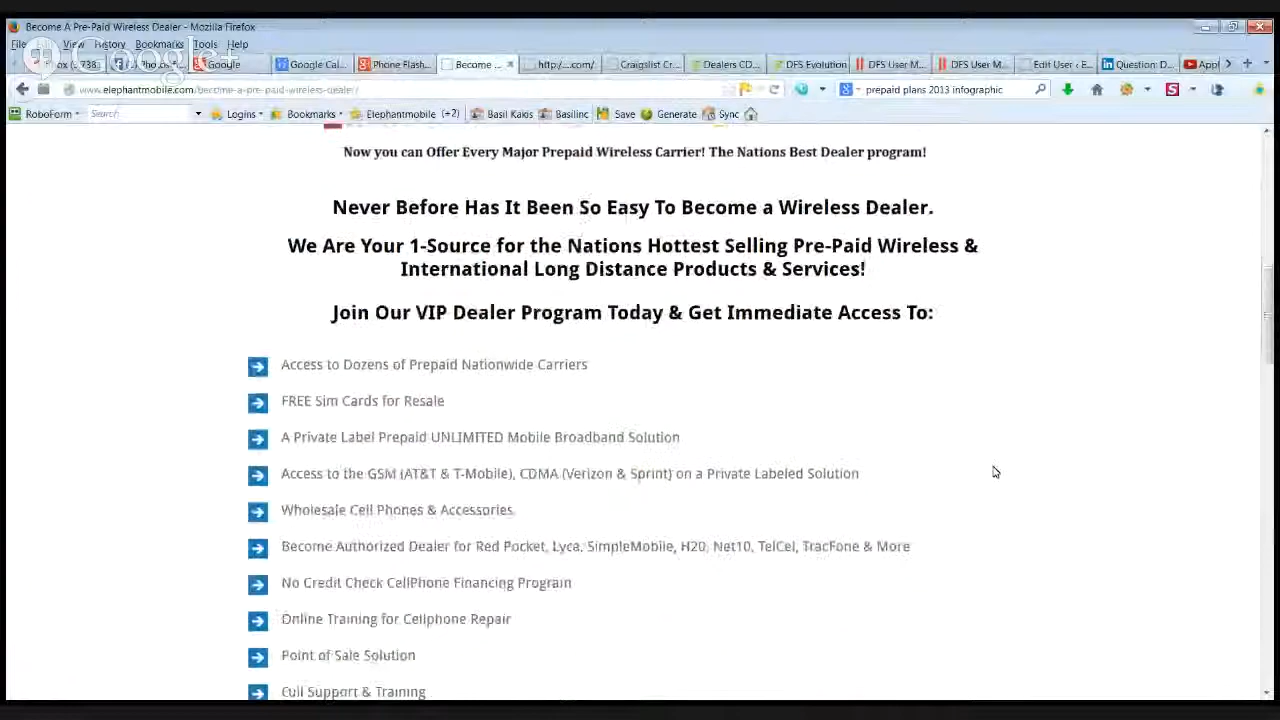 Become A Pre-Paid Wireless Dealer - Mozilla Firefox
File View History Bookmarks Tools Help
Google+
Google Google Cal... Phone Flash... Become ... http:...com/ Craigslist Cr... Dealers CD... DFS Evolution DFS User M... DFS User M... Edit User ‹ E... Question: D... Appl
www.elephantmobile.com/become-a-pre-paid-wireless-dealer/ prepaid plans 2013 infographic
RoboForm Search Logins Bookmarks Elephantmobile (+2) Basil Kakis Basilinc Save Generate Sync
Now you can Offer Every Major Prepaid Wireless Carrier! The Nations Best Dealer program!
Never Before Has It Been So Easy To Become a Wireless Dealer.
We Are Your 1-Source for the Nations Hottest Selling Pre-Paid Wireless &
International Long Distance Products & Services!
Join Our VIP Dealer Program Today & Get Immediate Access To:
Access to Dozens of Prepaid Nationwide Carriers
FREE Sim Cards for Resale
A Private Label Prepaid UNLIMITED Mobile Broadband Solution
Access to the GSM (AT&T & T-Mobile), CDMA (Verizon & Sprint) on a Private Labeled Solution
Wholesale Cell Phones & Accessories
Become Authorized Dealer for Red Pocket, Lyca, SimpleMobile, H20, Net10, TelCel, TracFone & More
No Credit Check CellPhone Financing Program
Online Training for Cellphone Repair
Point of Sale Solution
Support & Training